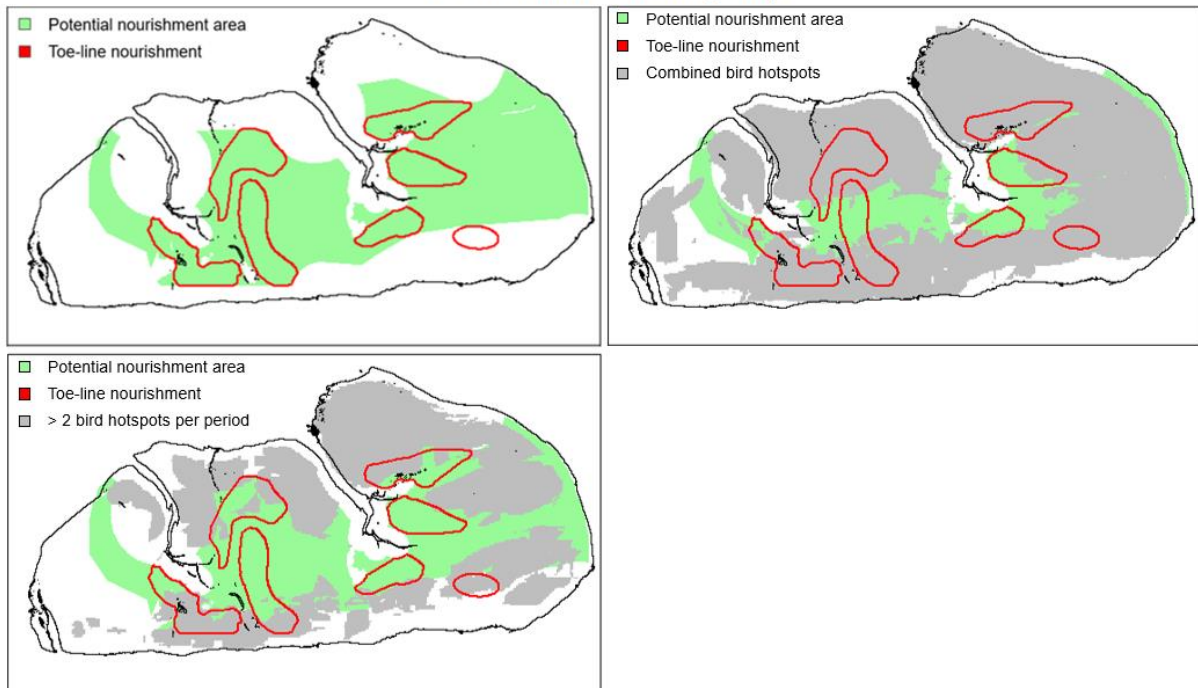 Potential nourishment area
Toe-line nourishment
Potential nourishment area
Toe-line nourishment
Combined bird hotspots
Potential nourishment area
Toe-line nourishment
> 2 bird hotspots per period